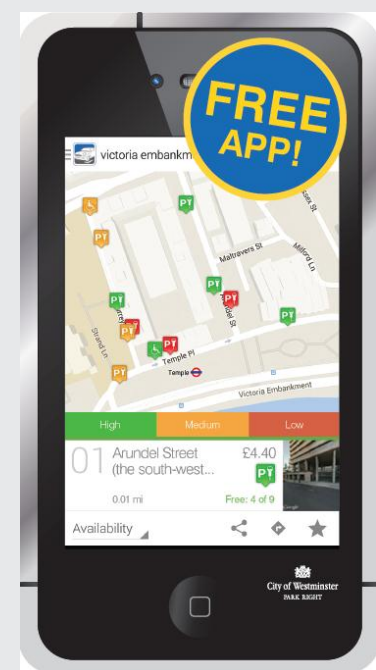 FREE
APP!
victoria embankm
Maltravers St
Milford Ln
Arundel St
Strand Ln
Temple Pl
Temple
Victoria Embankment
High Medium Low
01 Arundel Street £4.40
(the south-west...
0.01 mi Free: 4 of 9
Availability
City of Westminster
PARK RIGHT